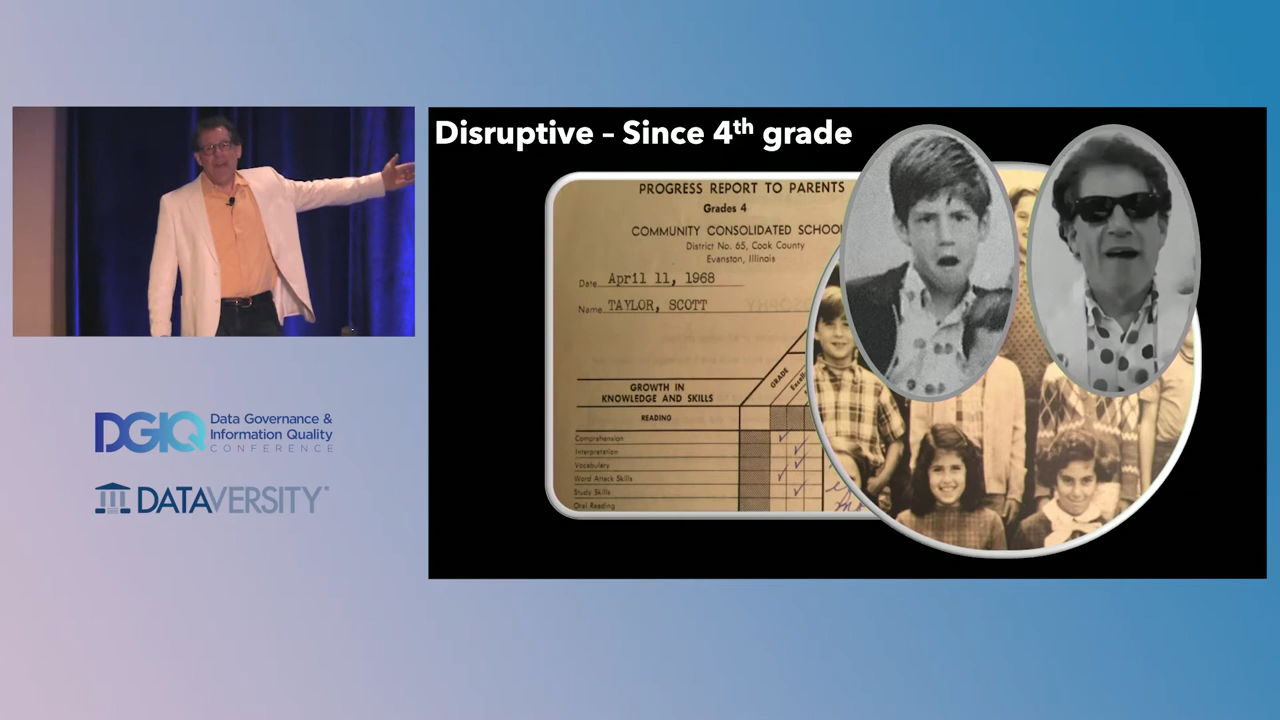 Disruptive – Since 4th grade
PROGRESS REPORT TO PARENTS
Grades 4
COMMUNITY CONSOLIDATED SCHOOL
District No. 65, Cook County
Evanston, Illinois
Date April 11, 1968
Name TAYLOR, SCOTT
GROWTH IN
KNOWLEDGE AND SKILLS
GRADE
READING
Comprehension
Interpretation
Vocabulary
Word Attack Skills
Study Skills
Oral Reading
DGIQ
Data Governance &
Information Quality
CONFERENCE
DATAVERSITY